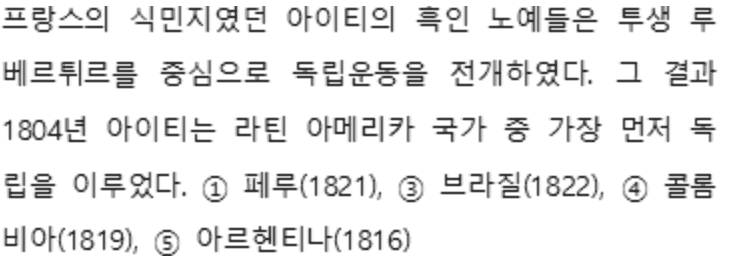 프랑스의 식민지였던 아이티의 흑인 노예들은 투생 루
베르튀르를 중심으로 독립운동을 전개하였다. 그 결과
1804년 아이티는 라틴 아메리카 국가 중 가장 먼저 독
립을 이루었다. ① 페루(1821), ③ 브라질(1822), ④ 콜롬
비아(1819), ⑤ 아르헨티나(1816)